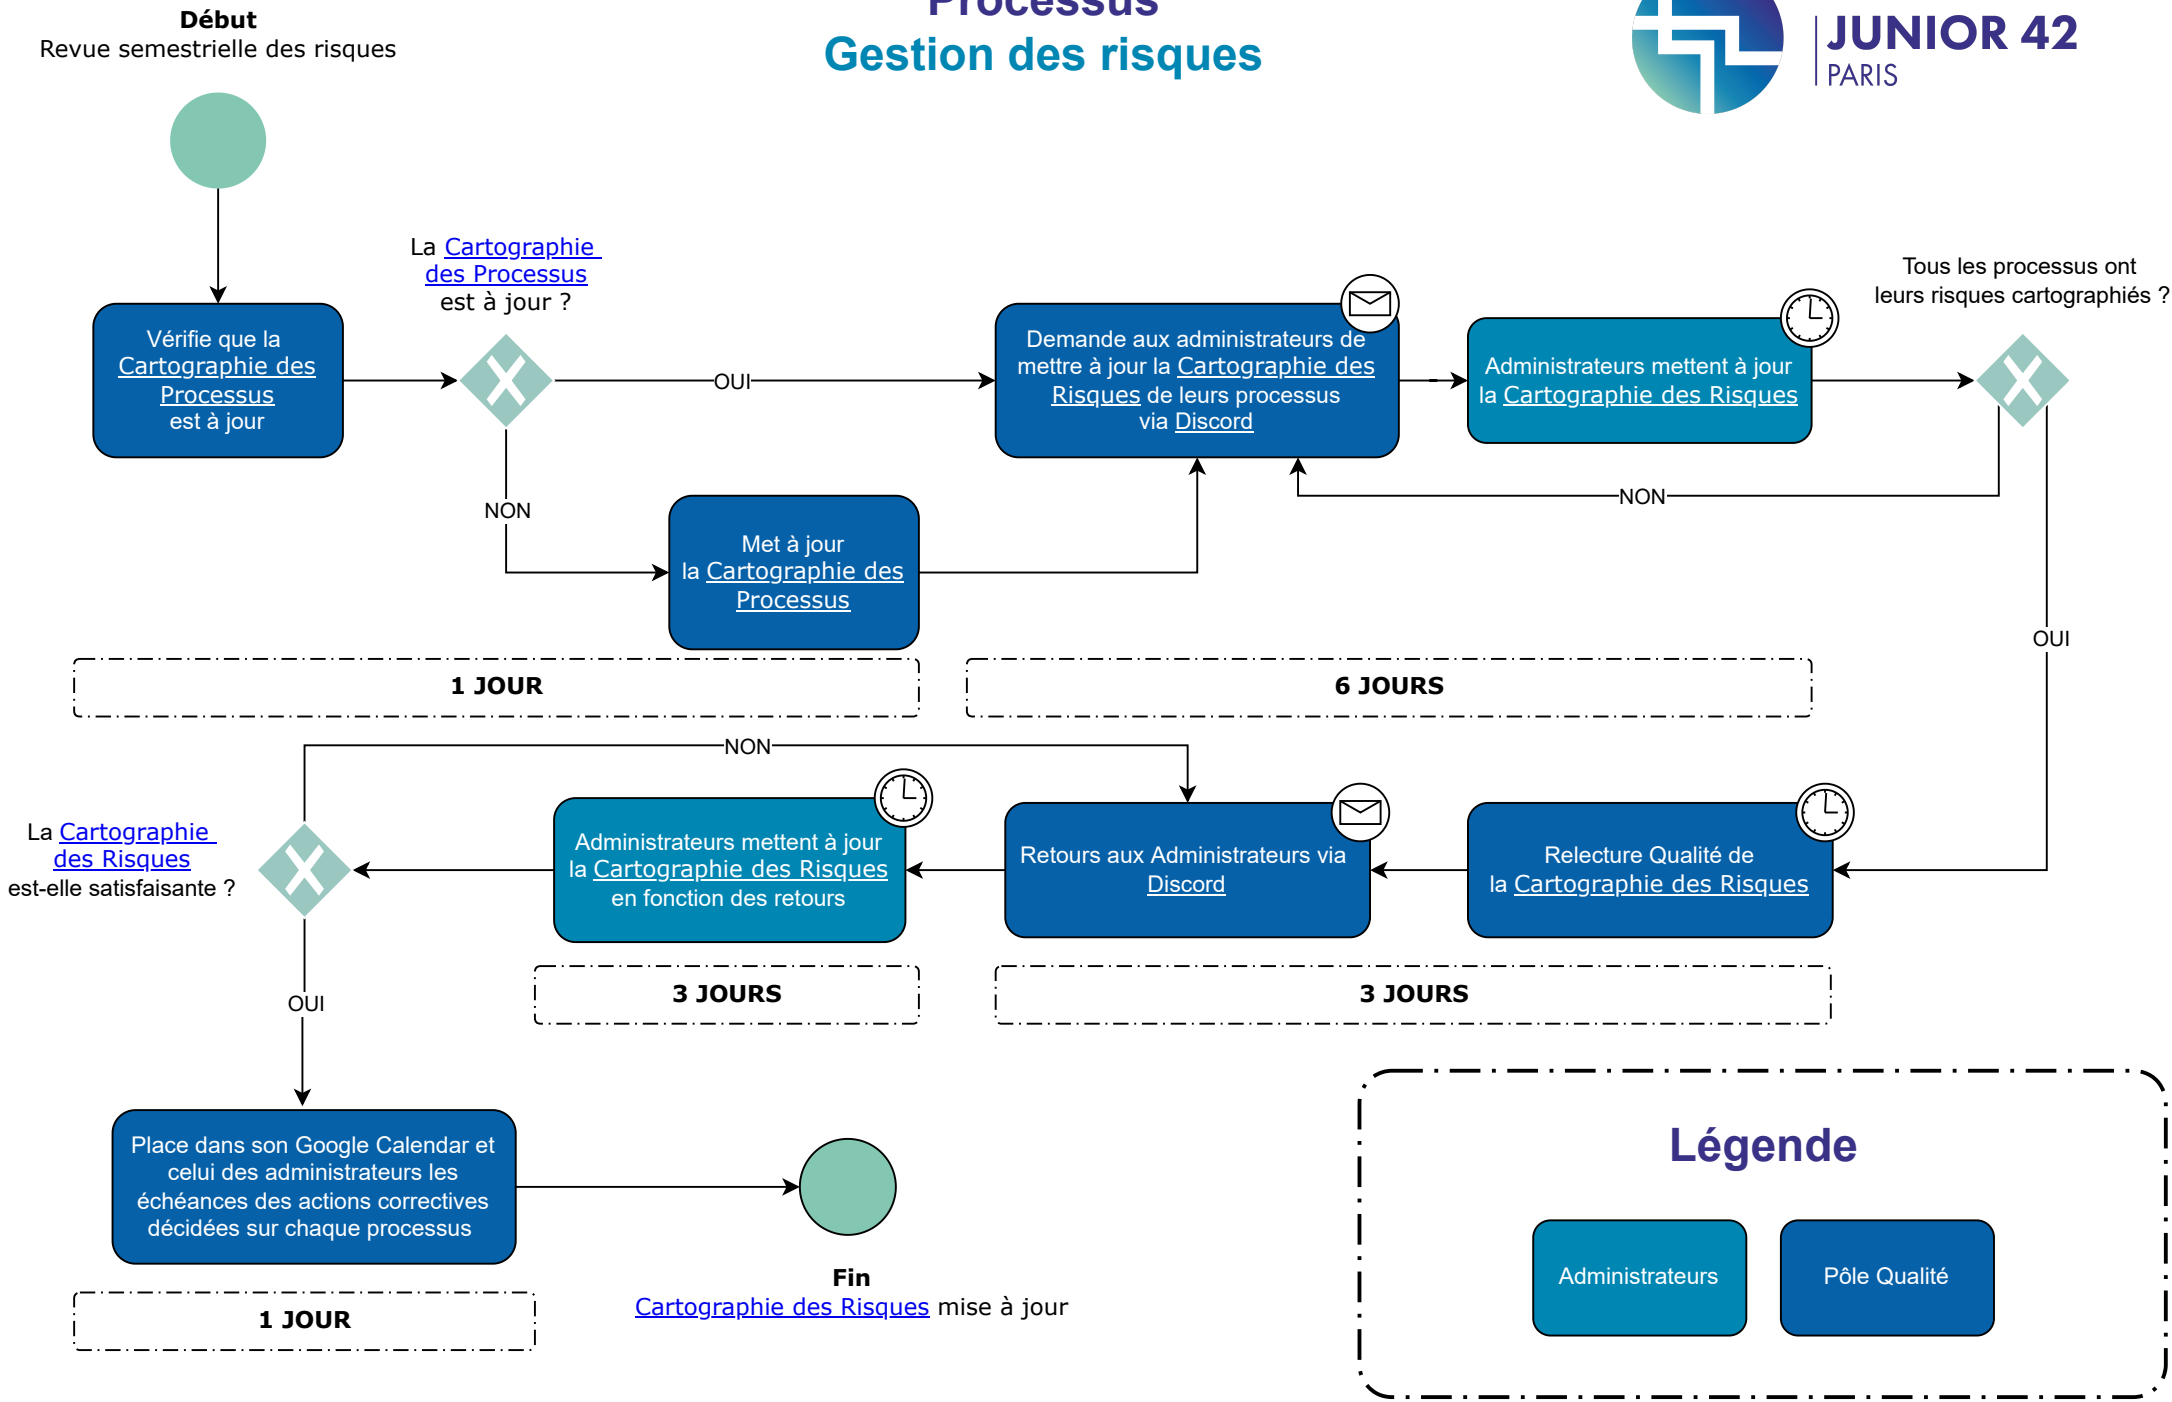 Début
Revue semestrielle des risques
Processus
Gestion des risques
JUNIOR 42
PARIS
La Cartographie
des Processus
est à jour ?
Tous les processus ont
leurs risques cartographiés ?
Vérifie que la
Cartographie des
Processus
est à jour
OUI
Demande aux administrateurs de
mettre à jour la Cartographie des
Risques de leurs processus
via Discord
Administrateurs mettent à jour
la Cartographie des Risques
NON
NON
Met à jour
la Cartographie des
Processus
OUI
1 JOUR
6 JOURS
NON
La Cartographie
des Risques
est-elle satisfaisante ?
Administrateurs mettent à jour
la Cartographie des Risques
en fonction des retours
Retours aux Administrateurs via
Discord
Relecture Qualité de
la Cartographie des Risques
OUI
3 JOURS
3 JOURS
Place dans son Google Calendar et
celui des administrateurs les
échéances des actions correctives
décidées sur chaque processus
Fin
Cartographie des Risques mise à jour
1 JOUR
Légende
Administrateurs
Pôle Qualité